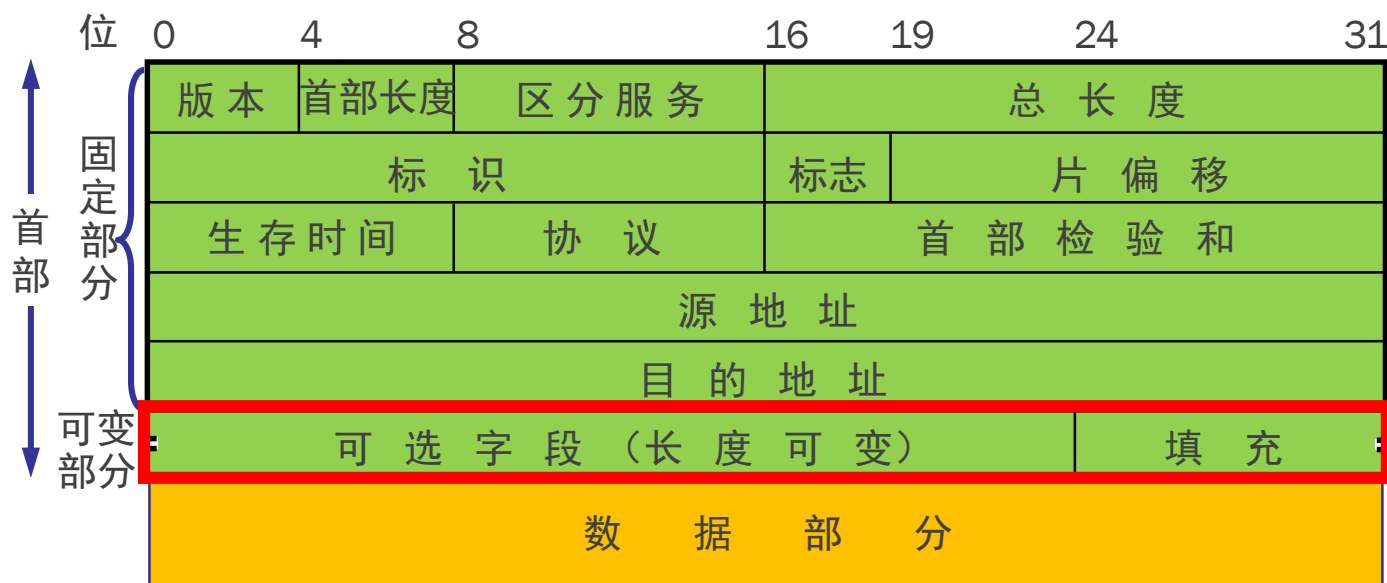 位 0 4 8 16 19 24 31
版本 首部长度 区分服务 总长度
标识 标志 片偏移
生存时间 协议 首部检验和
源地址
目的地址
可选字段（长度可变） 填充
数据部分
首部
固定部分
可变
部分